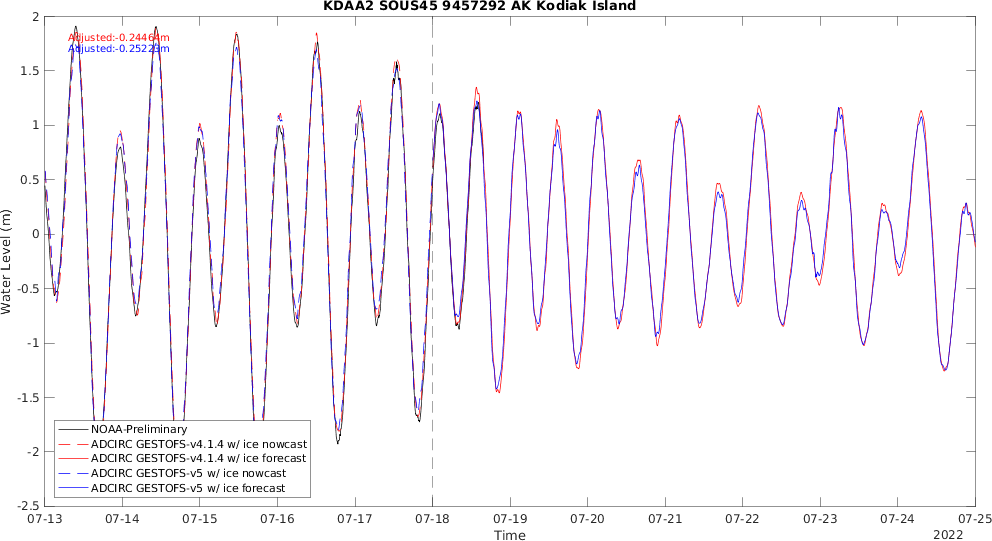 KDAA2 SOUS45 9457292 AK Kodiak Island
Adjusted:-0.24464m
Adjusted:-0.25223m
Water Level (m)
2
1.5
1
0.5
0
-0.5
-1
-1.5
-2
-2.5
NOAA-Preliminary
ADCIRC GESTOFS-v4.1.4 w/ ice nowcast
ADCIRC GESTOFS-v4.1.4 w/ ice forecast
ADCIRC GESTOFS-v5 w/ ice nowcast
ADCIRC GESTOFS-v5 w/ ice forecast
07-13 07-14 07-15 07-16 07-17 07-18 07-19 07-20 07-21 07-22 07-23 07-24 07-25
Time
2022